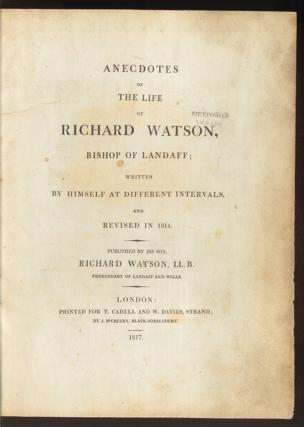 ANECDOTES
OF
THE LIFE
OF
RICHARD WATSON,
BISHOP OF LANDAFF;
WRITTEN
BY HIMSELF AT DIFFERENT INTERVALS,
AND
REVISED IN 1814.
PUBLISHED BY HIS SON,
RICHARD WATSON, LL.B.
PREBENDARY OF LANDAFF AND WELLS.
LONDON:
PRINTED FOR T. CADELL AND W. DAVIES, STRAND;
BY J. M'CREERY, BLACK-HORSE-COURT.
1817.